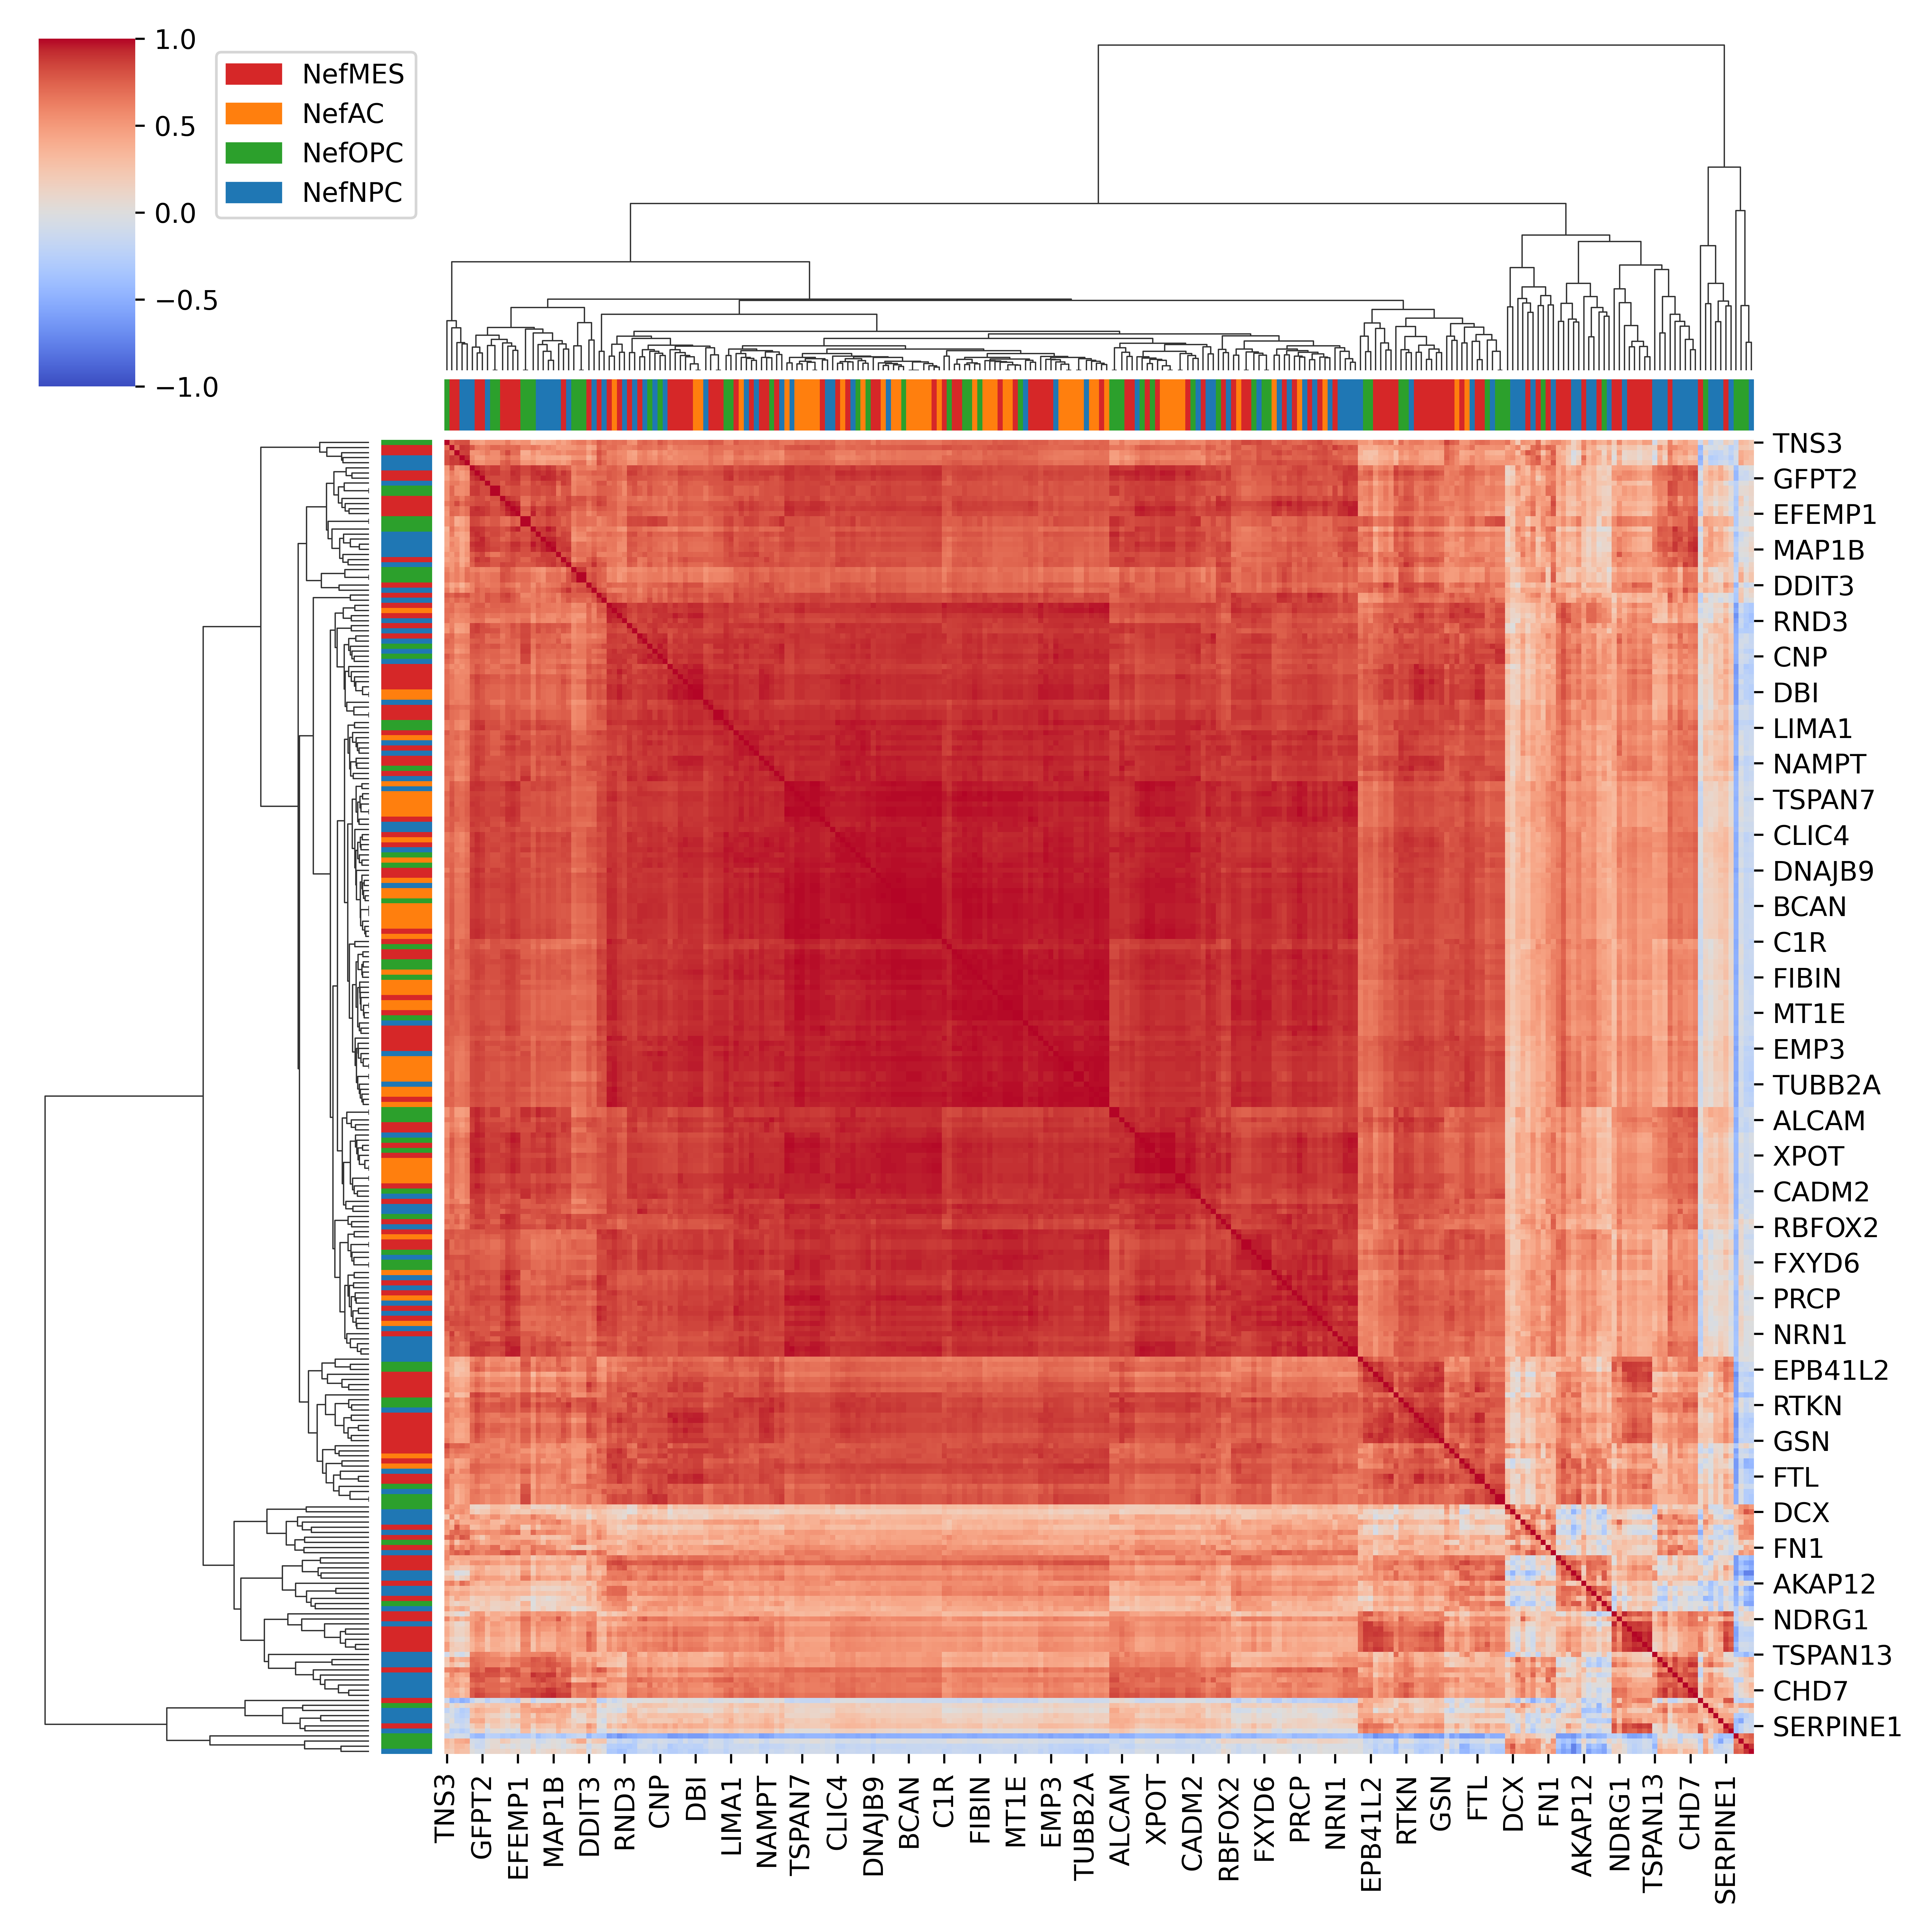 1.0
0.5
0.0
−0.5
−1.0
NefMES
NefAC
NefOPC
NefNPC
TNS3
GFPT2
EFEMP1
MAP1B
DDIT3
RND3
CNP
DBI
LIMA1
NAMPT
TSPAN7
CLIC4
DNAJB9
BCAN
C1R
FIBIN
MT1E
EMP3
TUBB2A
ALCAM
XPOT
CADM2
RBFOX2
FXYD6
PRCP
NRN1
EPB41L2
RTKN
GSN
FTL
DCX
FN1
AKAP12
NDRG1
TSPAN13
CHD7
SERPINE1
TNS3
GFPT2
EFEMP1
MAP1B
DDIT3
RND3
CNP
DBI
LIMA1
NAMPT
TSPAN7
CLIC4
DNAJB9
BCAN
C1R
FIBIN
MT1E
EMP3
TUBB2A
ALCAM
XPOT
CADM2
RBFOX2
FXYD6
PRCP
NRN1
EPB41L2
RTKN
GSN
FTL
DCX
FN1
AKAP12
NDRG1
TSPAN13
CHD7
SERPINE1